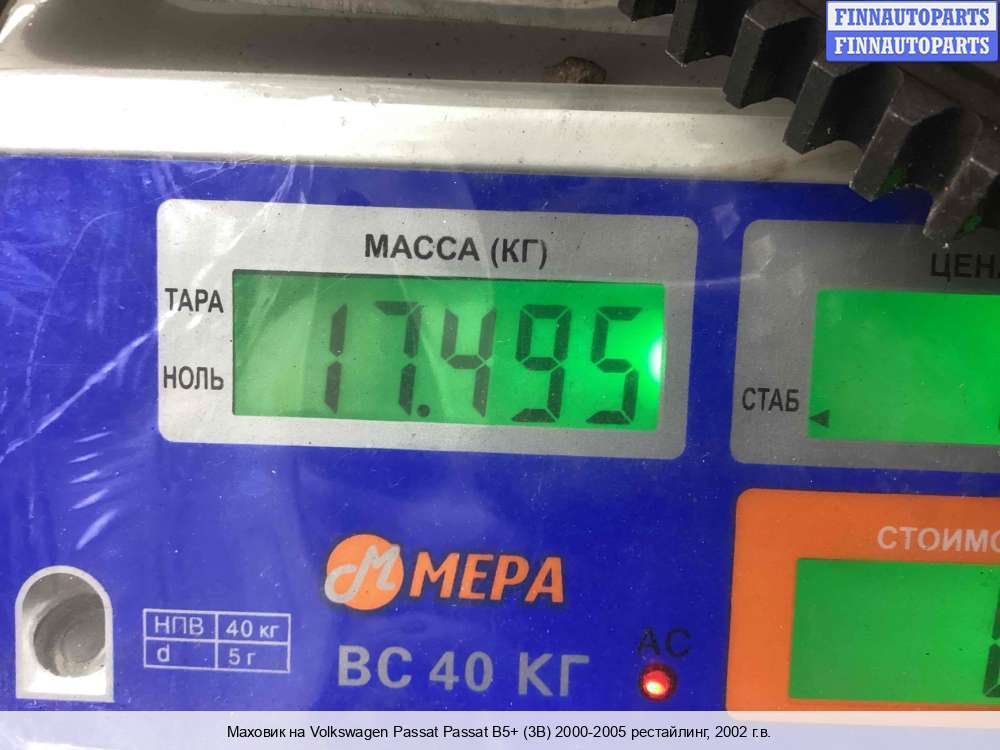 FINNAUTOPARTS
FINNAUTOPARTS
МАССА (КГ)
ТАРА
17.495
НОЛЬ
СТАБ
МЕРА
НПВ 40 кг
d 5 г
ВС 40 КГ
AC
Маховик на Volkswagen Passat Passat B5+ (3B) 2000-2005 рестайлинг, 2002 г.в.